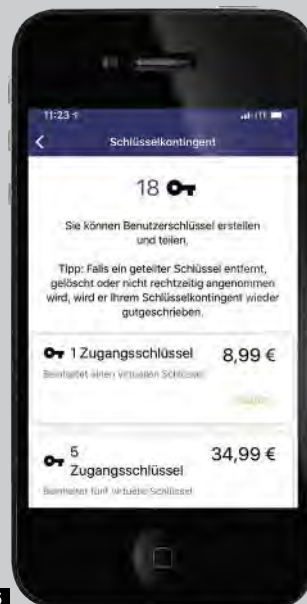 11:23
Schlüsselkontingent
18
Sie können Benutzerschlüssel erstellen
und teilen.
Tipp: Falls ein geteilter Schlüssel entfernt,
gelöscht oder nicht rechtzeitig angenommen
wird, wird er Ihrem Schlüsselkontingent wieder
gutgeschrieben.
1 Zugangsschlüssel 8,99 €
Beinhaltet einen virtuellen Schlüssel
5
Zugangsschlüssel 34,99 €
Beinhaltet fünf virtuelle Schlüssel